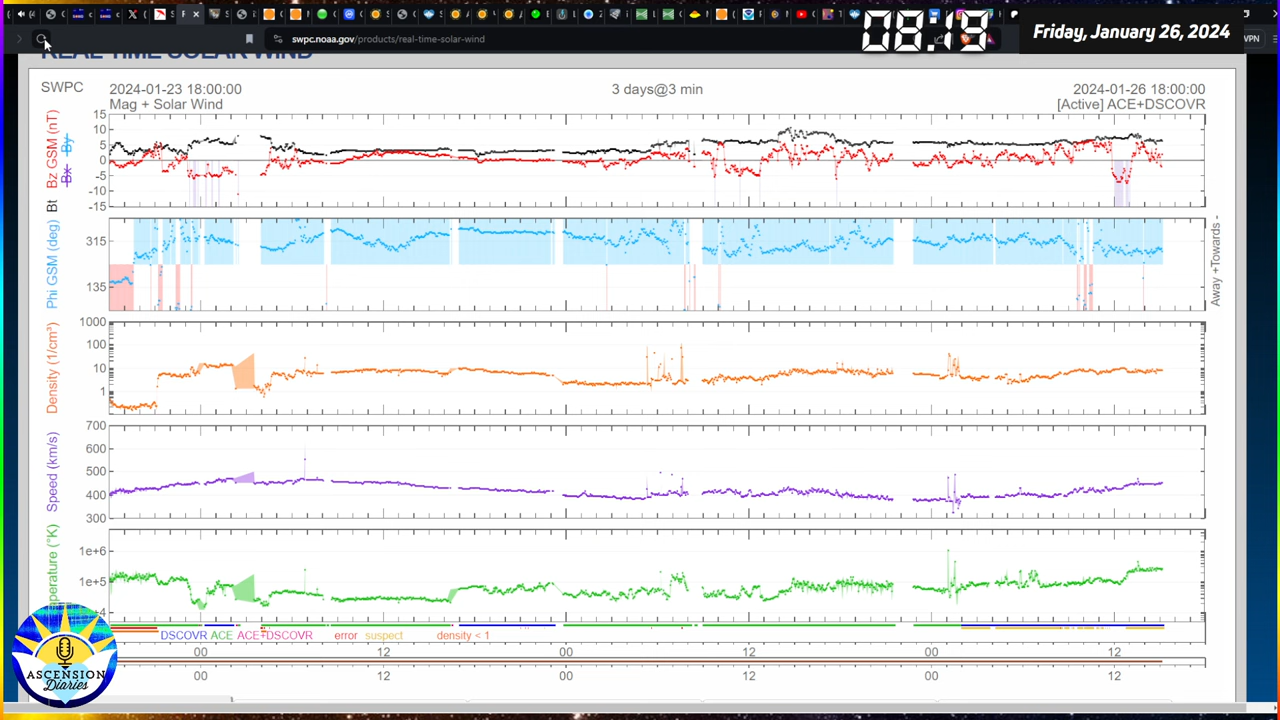 08:19
Friday, January 26, 2024
swpc.noaa.gov/products/real-time-solar-wind
VPN
REAL TIME SOLAR WIND
SWPC
2024-01-23 18:00:00
3 days@3 min
2024-01-26 18:00:00
Mag + Solar Wind
[Active] ACE+DSCOVR
Bt Bz GSM (nT)
Bx By
15
10
5
0
-5
-10
-15
Phi GSM (deg)
315
135
Away + Towards -
Density (1/cm³)
1000
100
10
1
Speed (km/s)
700
600
500
400
300
perature (°K)
1e+6
1e+5
e+4
DSCOVR ACE ACE+DSCOVR error suspect density < 1
00 12 00 12 00 12
00 12 00 12 00 12
ASCENSION
Diaries